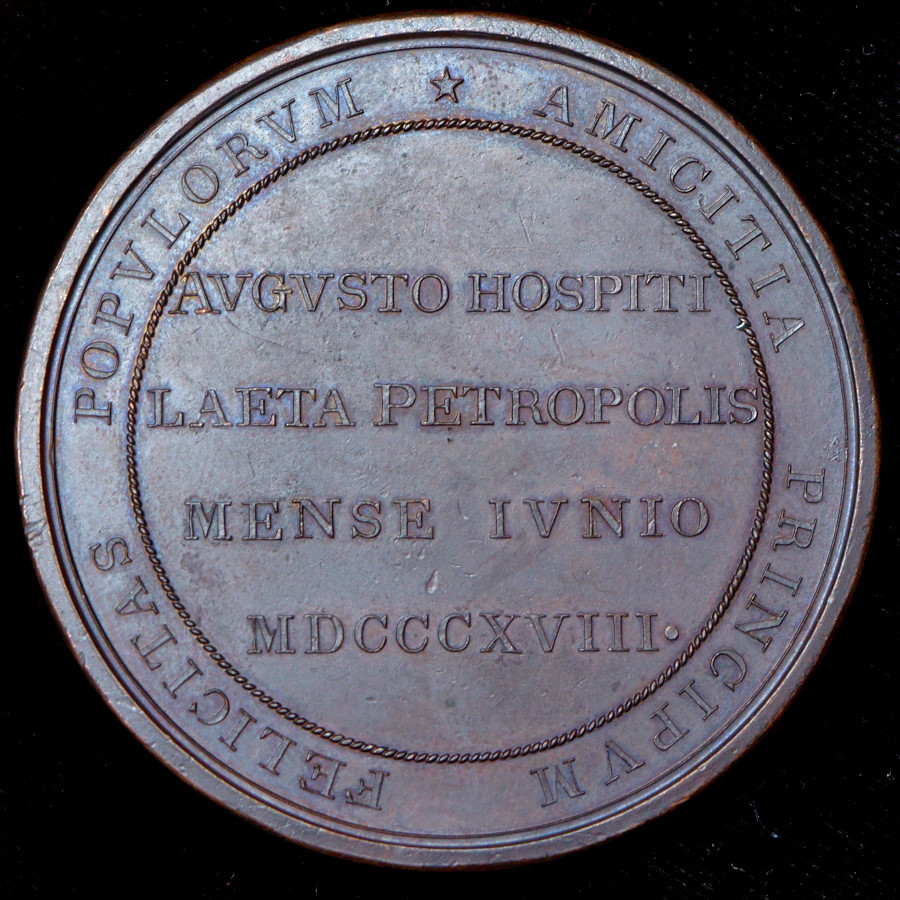 AMICITIA PRINCIPVM FELICITAS POPVLORVM
AVGVSTO HOSPITI
LAETA PETROPOLIS
MENSE IVNIO
MDCCCXVIII.